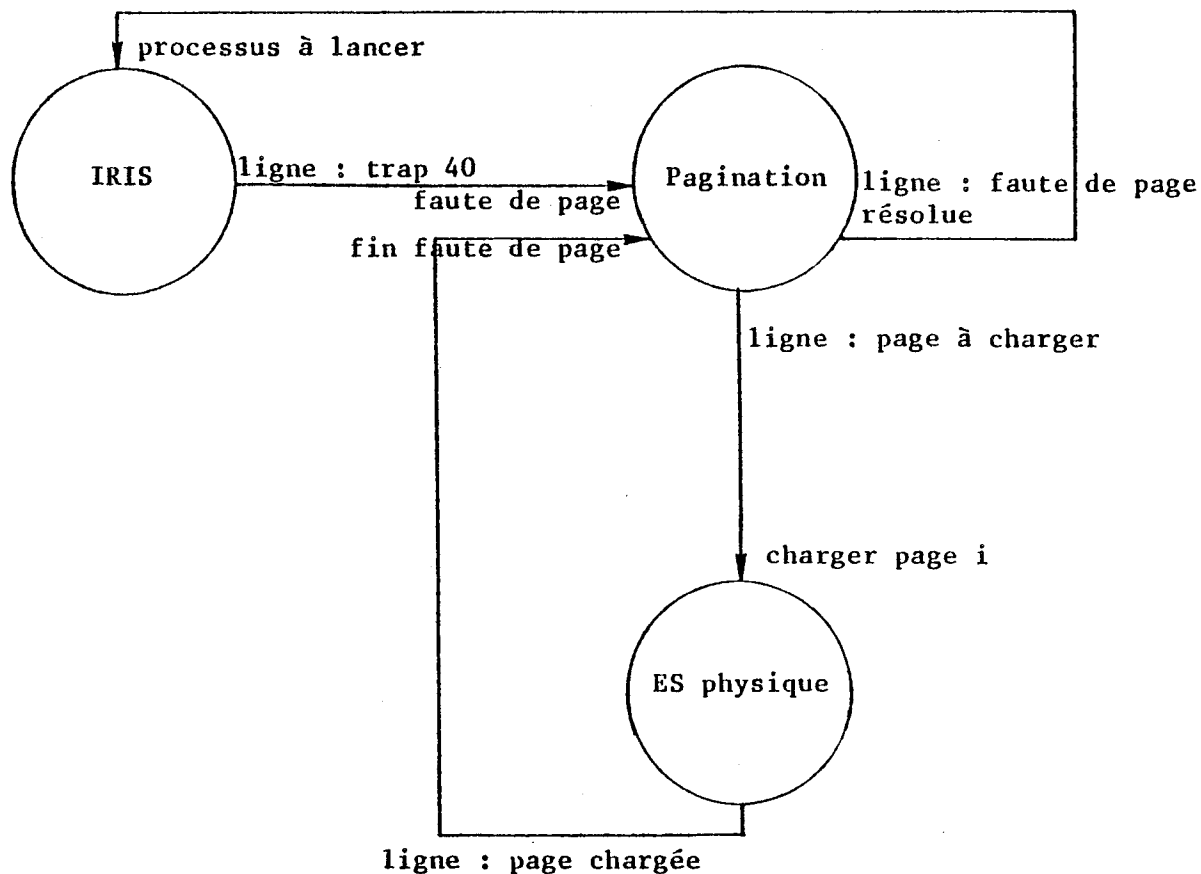 processus à lancer
IRIS
ligne : trap 40
faute de page
Pagination
ligne : faute de page
résolue
fin faute de page
ligne : page à charger
charger page i
ES physique
ligne : page chargée